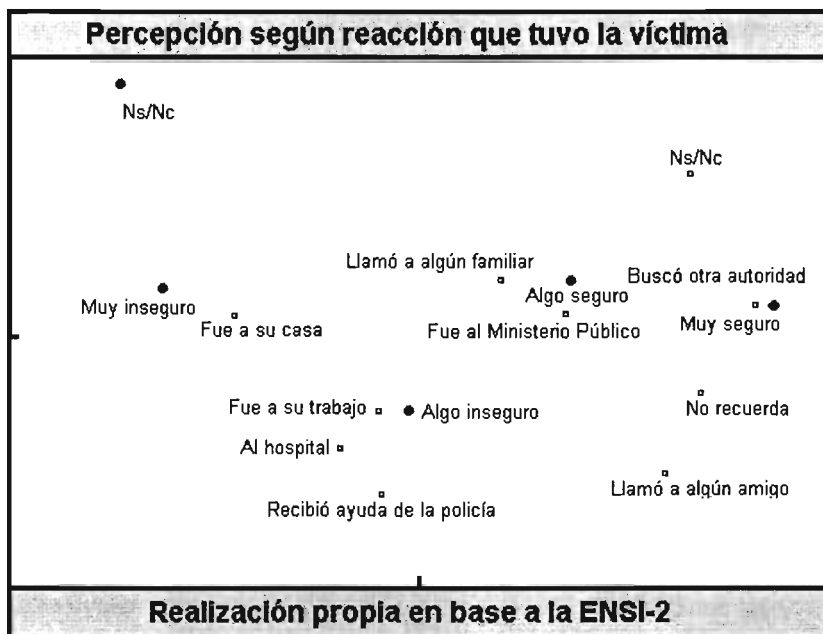 Percepción según reacción que tuvo la víctima
Ns/Nc
Ns/Nc
Llamó a algún familiar
Buscó otra autoridad
Muy inseguro
Algo seguro
Fue a su casa
Fue al Ministerio Público
Muy seguro
Fue a su trabajo
Algo inseguro
No recuerda
Al hospital
Llamó a algún amigo
Recibió ayuda de la policía
Realización propia en base a la ENSI-2